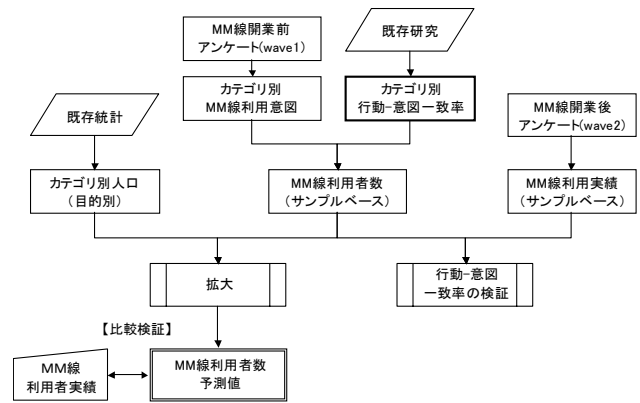 MM線開業前
アンケート(wave1)
既存研究
カテゴリ別
MM線利用意図
カテゴリ別
行動-意図一致率
既存統計
MM線開業後
アンケート(wave2)
カテゴリ別人口
(目的別)
MM線利用者数
(サンプルベース)
MM線利用実績
(サンプルベース)
拡大
行動-意図
一致率の検証
【比較検証】
MM線
利用者実績
MM線利用者数
予測値